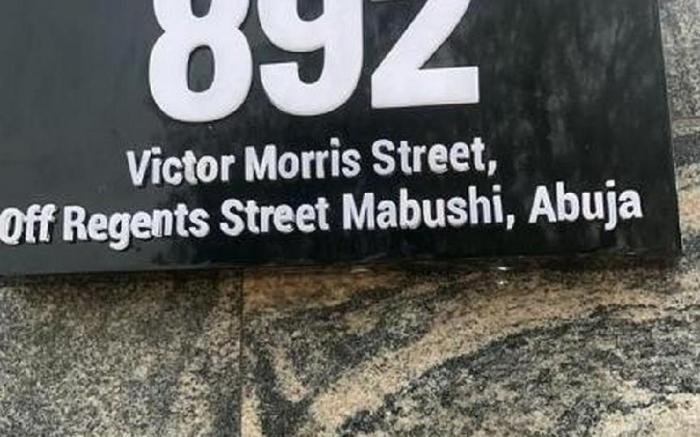 892
Victor Morris Street,
Off Regents Street Mabushi, Abuja